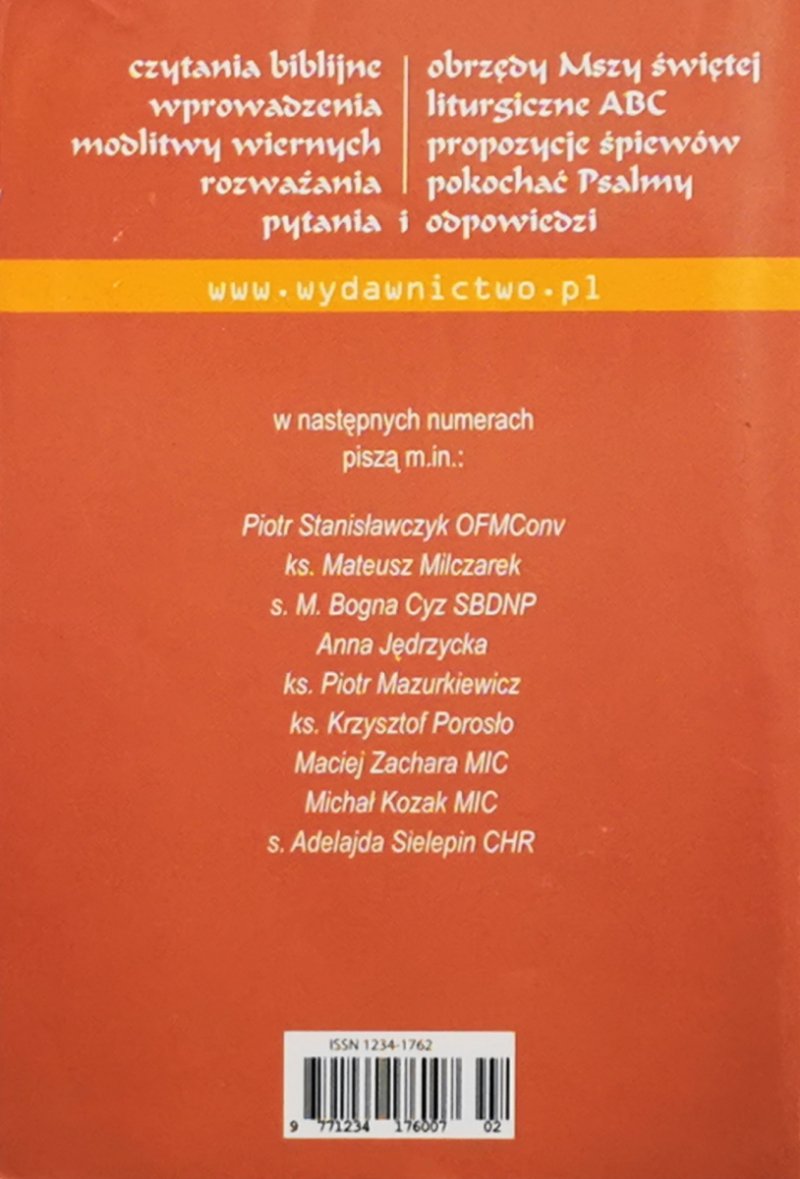 czytania biblijne | obrzędy Mszy świętej
wprowadzenia | liturgiczne ABC
modlitwy wiernych | propozycje śpiewów
rozważania | pokochać Psalmy
pytania i odpowiedzi
www.wydawnictwo.pl
w następnych numerach
piszą m.in.:
Piotr Stanisławczyk OFMConv
ks. Mateusz Milczarek
s. M. Bogna Cyz SBDNP
Anna Jędrzycka
ks. Piotr Mazurkiewicz
ks. Krzysztof Porosło
Maciej Zachara MIC
Michał Kozak MIC
s. Adelajda Sielepin CHR
ISSN 1234-1762
9 771234 176007 02